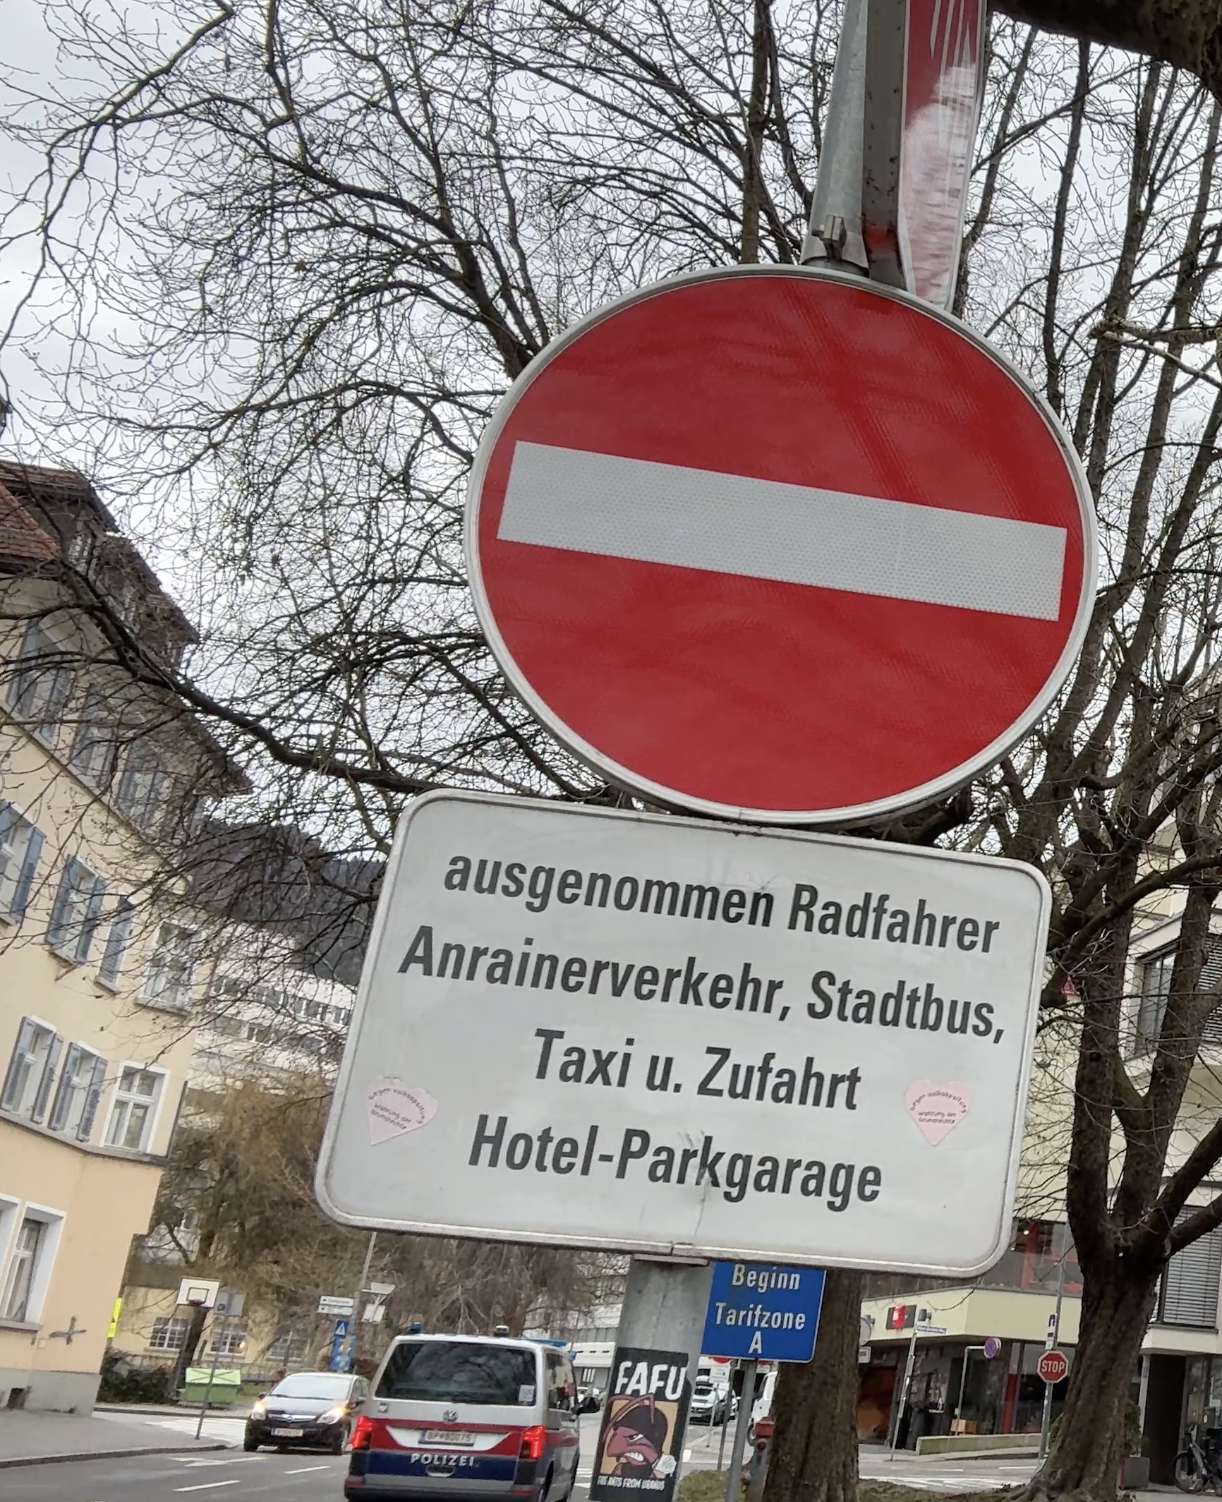 ausgenommen Radfahrer
Anrainerverkehr, Stadtbus,
Taxi u. Zufahrt
Hotel-Parkgarage
Beginn
Tarifzone
A
FAFU
STOP
POLIZEI